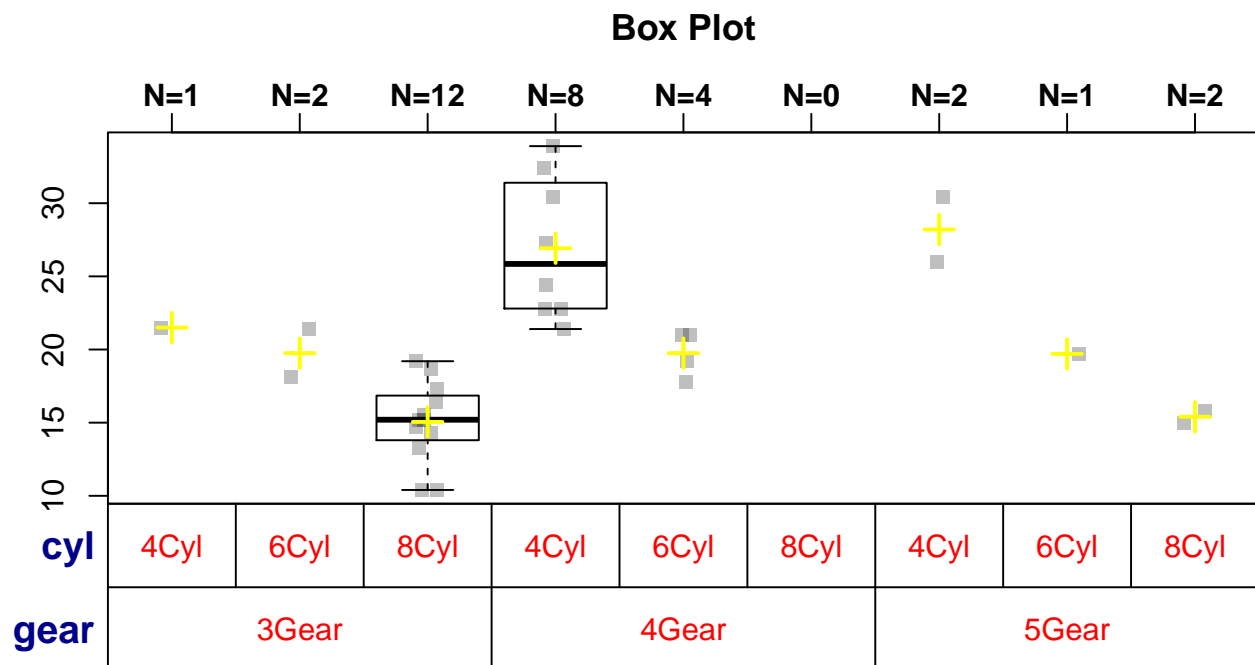 Box Plot
N=1 N=2 N=12 N=8 N=4 N=0 N=2 N=1 N=2
30
25
20
15
10
cyl 4Cyl 6Cyl 8Cyl 4Cyl 6Cyl 8Cyl 4Cyl 6Cyl 8Cyl
gear 3Gear 4Gear 5Gear